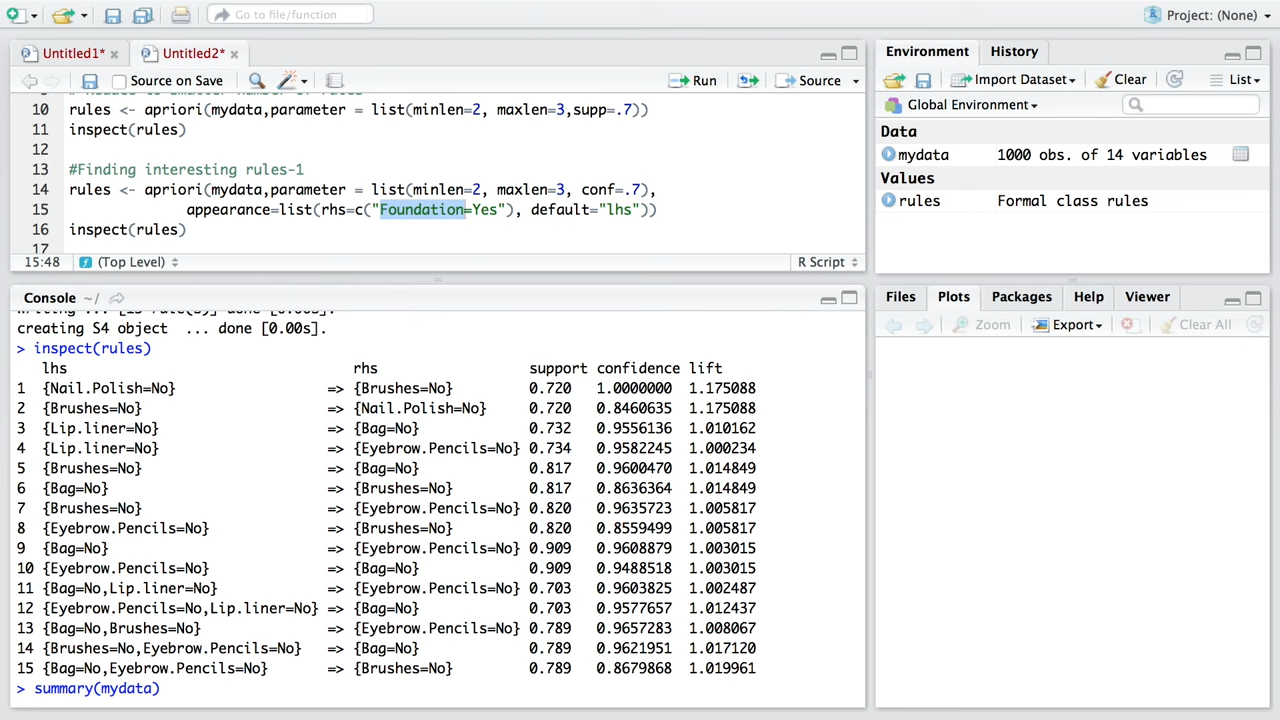 Go to file/function
Project: (None)
Untitled1*
Untitled2*
Source on Save
Run
Source
10 rules <- apriori(mydata,parameter = list(minlen=2, maxlen=3,supp=.7))
11 inspect(rules)
12
13 #Finding interesting rules-1
14 rules <- apriori(mydata,parameter = list(minlen=2, maxlen=3, conf=.7),
15 appearance=list(rhs=c("Foundation=Yes"), default="lhs"))
16 inspect(rules)
17
15:48 (Top Level) R Script
Console ~/
creating S4 object ... done [0.00s].
> inspect(rules)
lhs rhs support confidence lift
1 {Nail.Polish=No} => {Brushes=No} 0.720 1.0000000 1.175088
2 {Brushes=No} => {Nail.Polish=No} 0.720 0.8460635 1.175088
3 {Lip.liner=No} => {Bag=No} 0.732 0.9556136 1.010162
4 {Lip.liner=No} => {Eyebrow.Pencils=No} 0.734 0.9582245 1.000234
5 {Brushes=No} => {Bag=No} 0.817 0.9600470 1.014849
6 {Bag=No} => {Brushes=No} 0.817 0.8636364 1.014849
7 {Brushes=No} => {Eyebrow.Pencils=No} 0.820 0.9635723 1.005817
8 {Eyebrow.Pencils=No} => {Brushes=No} 0.820 0.8559499 1.005817
9 {Bag=No} => {Eyebrow.Pencils=No} 0.909 0.9608879 1.003015
10 {Eyebrow.Pencils=No} => {Bag=No} 0.909 0.9488518 1.003015
11 {Bag=No,Lip.liner=No} => {Eyebrow.Pencils=No} 0.703 0.9603825 1.002487
12 {Eyebrow.Pencils=No,Lip.liner=No} => {Bag=No} 0.703 0.9577657 1.012437
13 {Bag=No,Brushes=No} => {Eyebrow.Pencils=No} 0.789 0.9657283 1.008067
14 {Brushes=No,Eyebrow.Pencils=No} => {Bag=No} 0.789 0.9621951 1.017120
15 {Bag=No,Eyebrow.Pencils=No} => {Brushes=No} 0.789 0.8679868 1.019961
> summary(mydata)
Environment History
Import Dataset Clear List
Global Environment
Data
mydata 1000 obs. of 14 variables
Values
rules Formal class rules
Files Plots Packages Help Viewer
Zoom Export Clear All